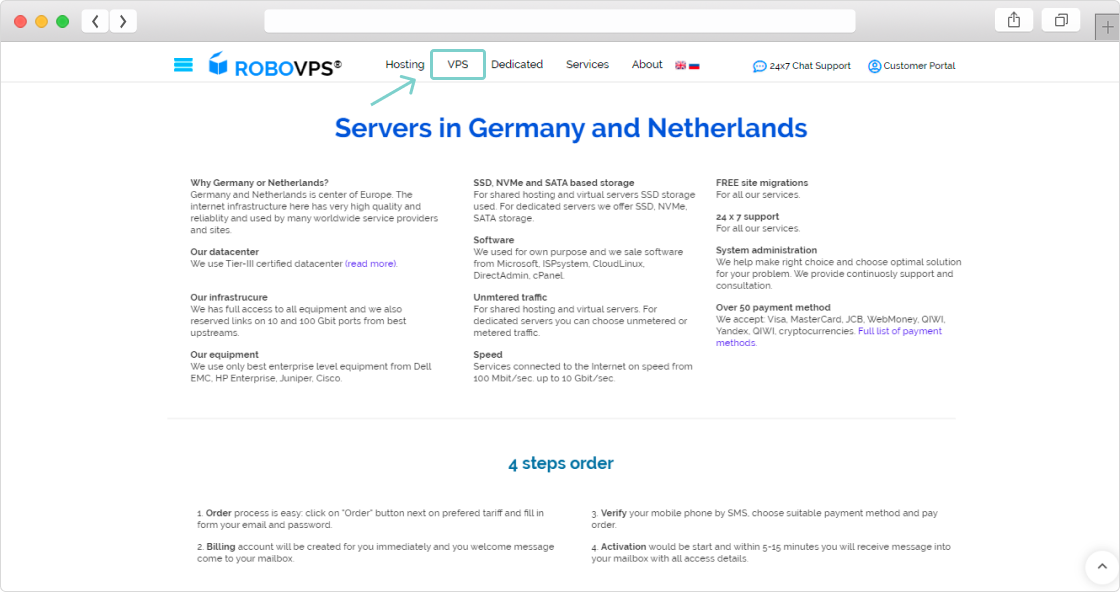 ROBOVPS®
Hosting VPS Dedicated Services About 24x7 Chat Support Customer Portal
Servers in Germany and Netherlands
Why Germany or Netherlands?
Germany and Netherlands is center of Europe. The
internet infrastructure here has very high quality and
reliablity and used by many worldwide service providers
and sites.
Our datacenter
We use Tier-III certified datacenter (read more).
Our infrastrucure
We has full access to all equipment and we also
reserved links on 10 and 100 Gbit ports from best
upstreams.
Our equipment
We use only best enterprise level equipment from Dell
EMC, HP Enterprise, Juniper, Cisco.
SSD, NVMe and SATA based storage
For shared hosting and virtual servers SSD storage
used. For dedicated servers we offer SSD, NVMe,
SATA storage.
Software
We used for own purpose and we sale software
from Microsoft, ISPsystem, CloudLinux,
DirectAdmin, cPanel.
Unmtered traffic
For shared hosting and virtual servers. For
dedicated servers you can choose unmetered or
metered traffic.
Speed
Services connected to the Internet on speed from
100 Mbit/sec. up to 10 Gbit/sec.
FREE site migrations
For all our services.
24 x 7 support
For all our services.
System administration
We help make right choice and choose optimal solution
for your problem. We provide continuosly support and
consultation.
Over 50 payment method
We accept: Visa, MasterCard, JCB, WebMoney, QIWI,
Yandex, QIWI, cryptocurrencies. Full list of payment
methods.
4 steps order
1. Order process is easy: click on "Order" button next on prefered tariff and fill in
form your email and password.
2. Billing account will be created for you immediately and you welcome message
come to your mailbox.
3. Verify your mobile phone by SMS, choose suitable payment method and pay
order.
4. Activation would be start and within 5-15 minutes you will receive message into
your mailbox with all access details.